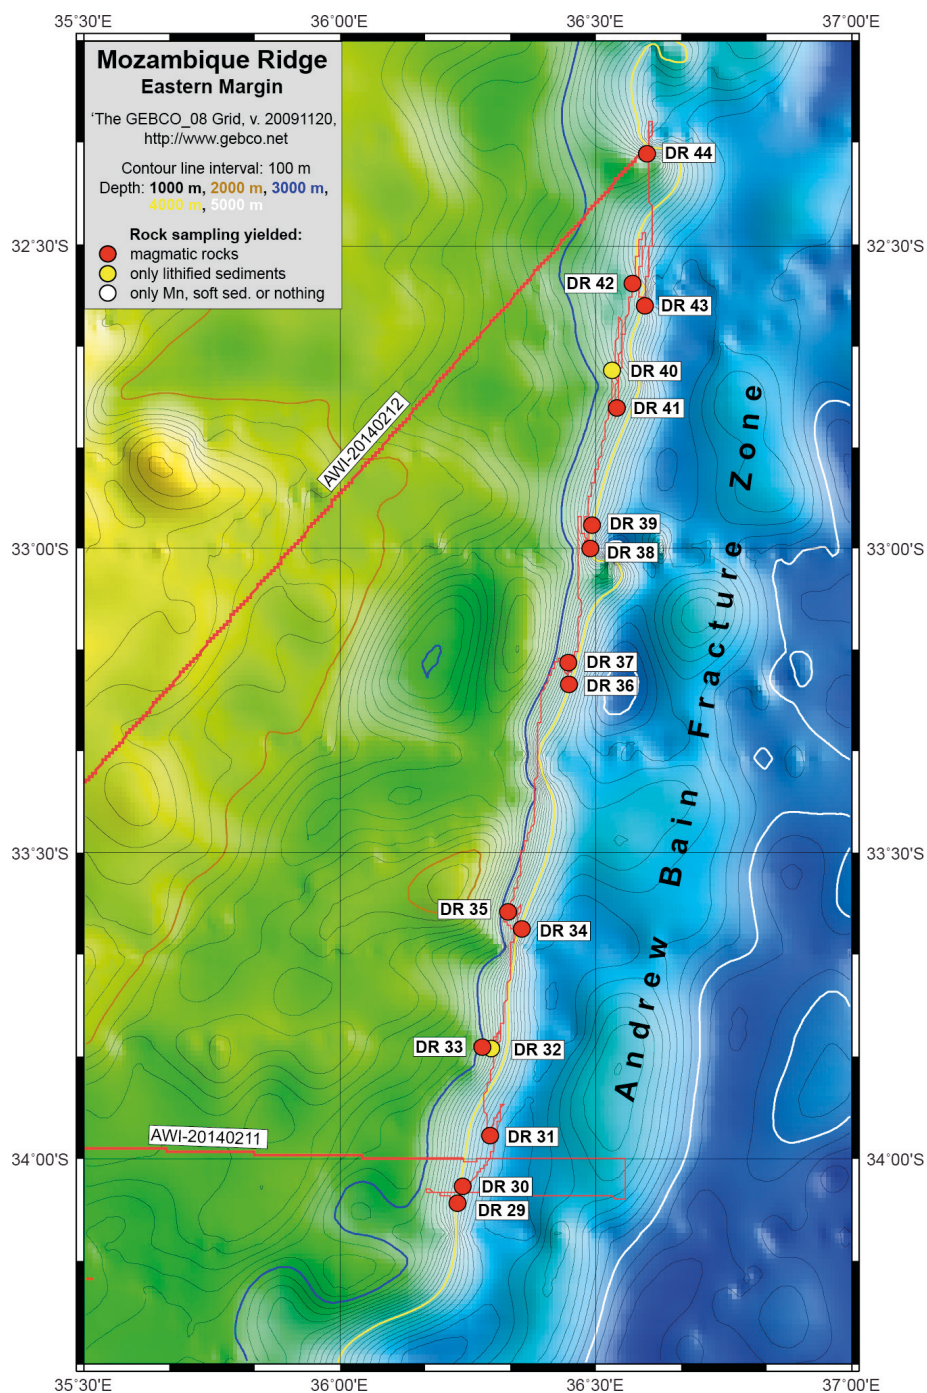 35°30'E
36°00'E
36°30'E
37°00'E
Mozambique Ridge
Eastern Margin
'The GEBCO_08 Grid, v. 20091120,
http://www.gebco.net
Contour line interval: 100 m
Depth: 1000 m, 2000 m, 3000 m,
4000 m, 5000 m
Rock sampling yielded:
magmatic rocks
only lithified sediments
only Mn, soft sed. or nothing
DR 44
32°30'S
32°30'S
DR 42
DR 43
DR 40
DR 41
AWI-20140212
DR 39
33°00'S
33°00'S
DR 38
DR 37
DR 36
Andrew Bain Fracture Zone
33°30'S
33°30'S
DR 35
DR 34
DR 33
DR 32
AWI-20140211
DR 31
34°00'S
34°00'S
DR 30
DR 29
35°30'E
36°00'E
36°30'E
37°00'E